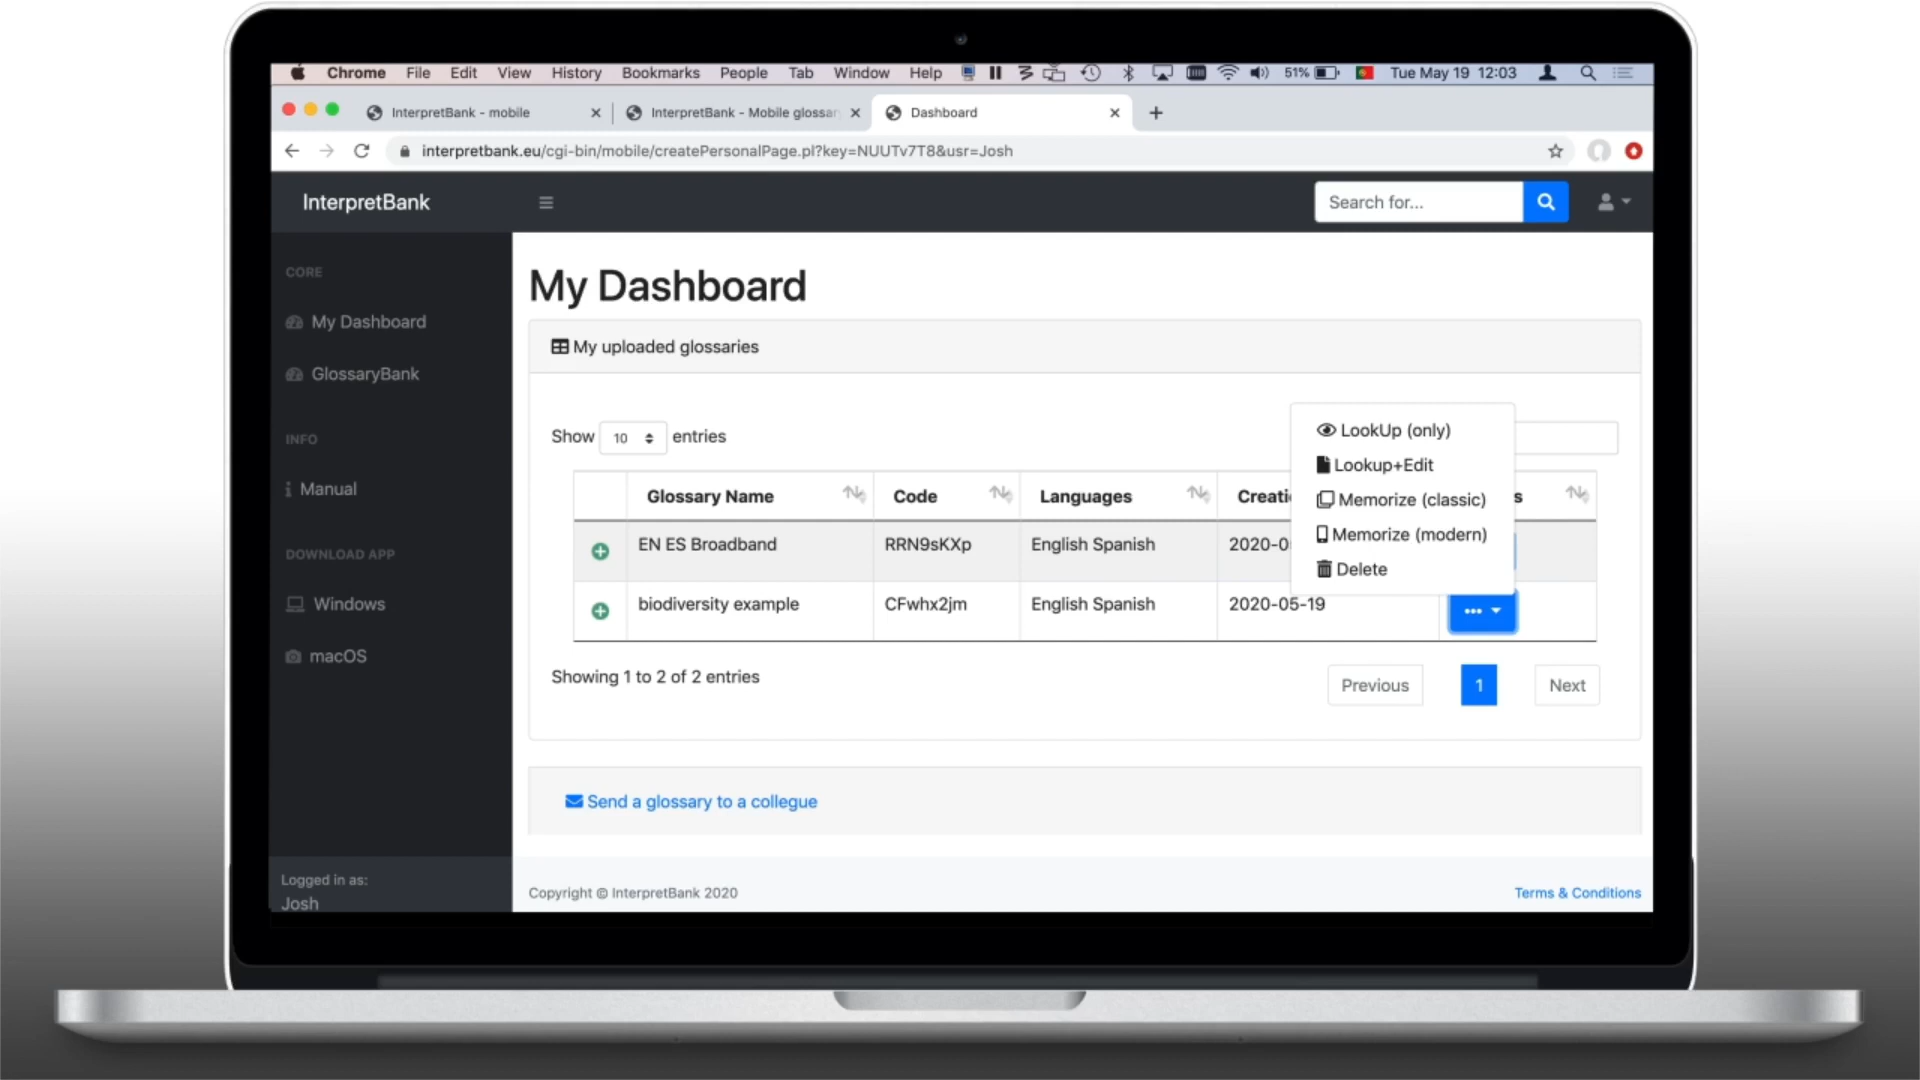 Chrome File Edit View History Bookmarks People Tab Window Help 51% Tue May 19 12:03
InterpretBank - mobile
InterpretBank - Mobile glossar
Dashboard
interpretbank.eu/cgi-bin/mobile/createPersonalPage.pl?key=NUUTv7T8&usr=Josh
InterpretBank
Search for...
CORE
My Dashboard
GlossaryBank
INFO
Manual
DOWNLOAD APP
Windows
macOS
Logged in as:
Josh
My Dashboard
My uploaded glossaries
Show 10 entries
LookUp (only)
Lookup+Edit
Memorize (classic)
Memorize (modern)
Delete
Glossary Name Code Languages Creati s
EN ES Broadband RRN9sKXp English Spanish 2020-0
biodiversity example CFwhx2jm English Spanish 2020-05-19
Showing 1 to 2 of 2 entries
Previous 1 Next
Send a glossary to a collegue
Copyright © InterpretBank 2020
Terms & Conditions